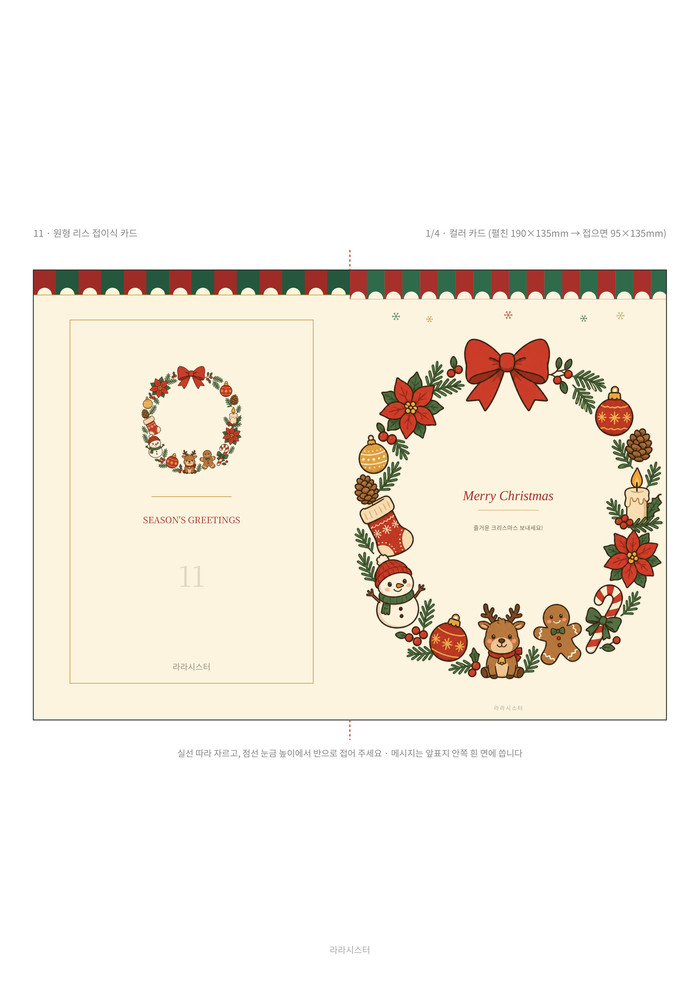 11 · 원형 리스 접이식 카드
1/4 · 컬러 카드 (펼친 190×135mm → 접으면 95×135mm)
SEASON'S GREETINGS
11
라라시스터
Merry Christmas
즐거운 크리스마스 보내세요!
라라시스터
실선 따라 자르고, 점선 눈금 높이에서 반으로 접어 주세요 · 메시지는 앞표지 안쪽 흰 면에 씁니다
라라시스터